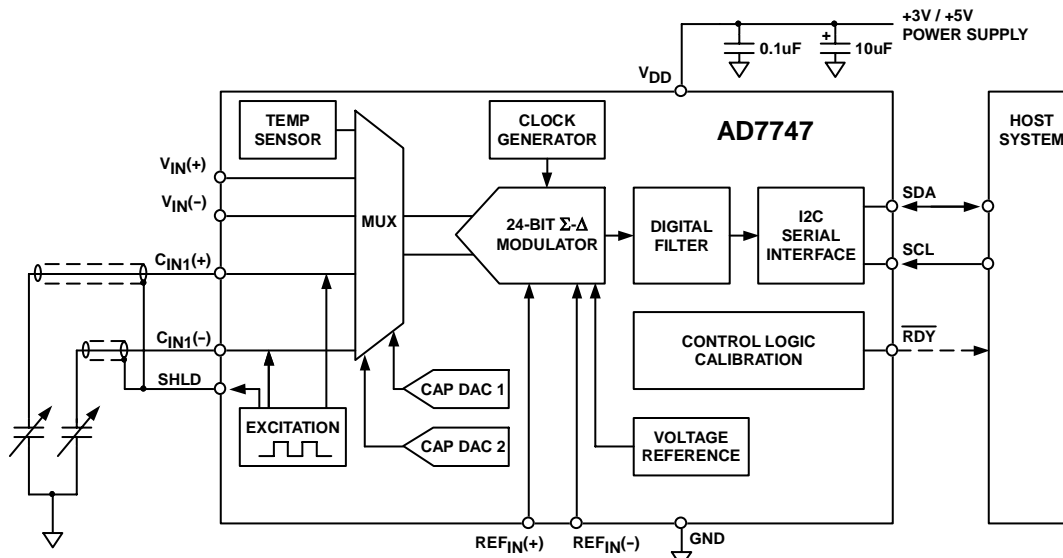 +3V / +5V
POWER SUPPLY
0.1uF
+
10uF
VDD
TEMP
SENSOR
CLOCK
GENERATOR
AD7747
HOST
SYSTEM
VIN(+)
VIN(–)
MUX
24-BIT Σ-Δ
MODULATOR
DIGITAL
FILTER
I2C
SERIAL
INTERFACE
SDA
SCL
CIN1(+)
CIN1(–)
SHLD
CONTROL LOGIC
CALIBRATION
RDY
CAP DAC 1
EXCITATION
CAP DAC 2
VOLTAGE
REFERENCE
REFIN(+)
REFIN(–)
GND